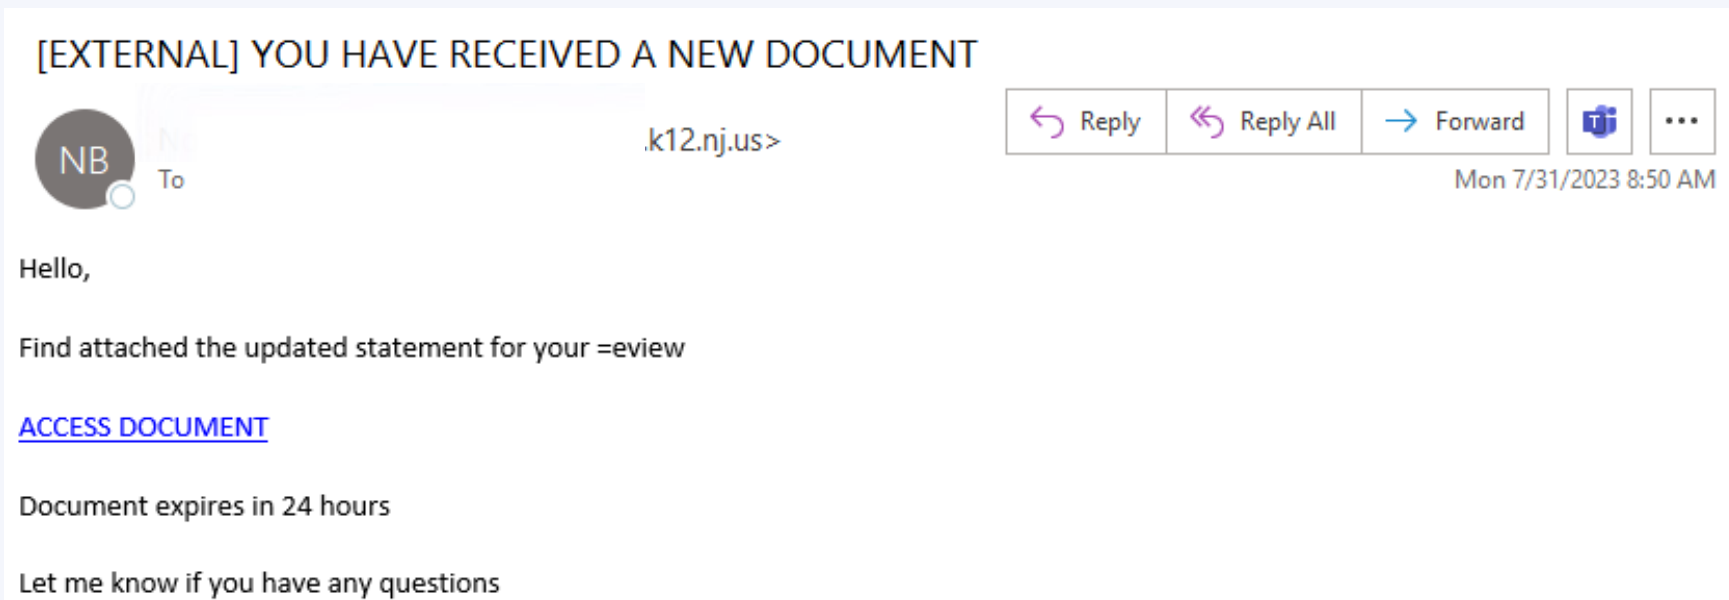 [EXTERNAL] YOU HAVE RECEIVED A NEW DOCUMENT
NB
.k12.nj.us>
Reply
Reply All
Forward
To
Mon 7/31/2023 8:50 AM
Hello,
Find attached the updated statement for your =eview
ACCESS DOCUMENT
Document expires in 24 hours
Let me know if you have any questions